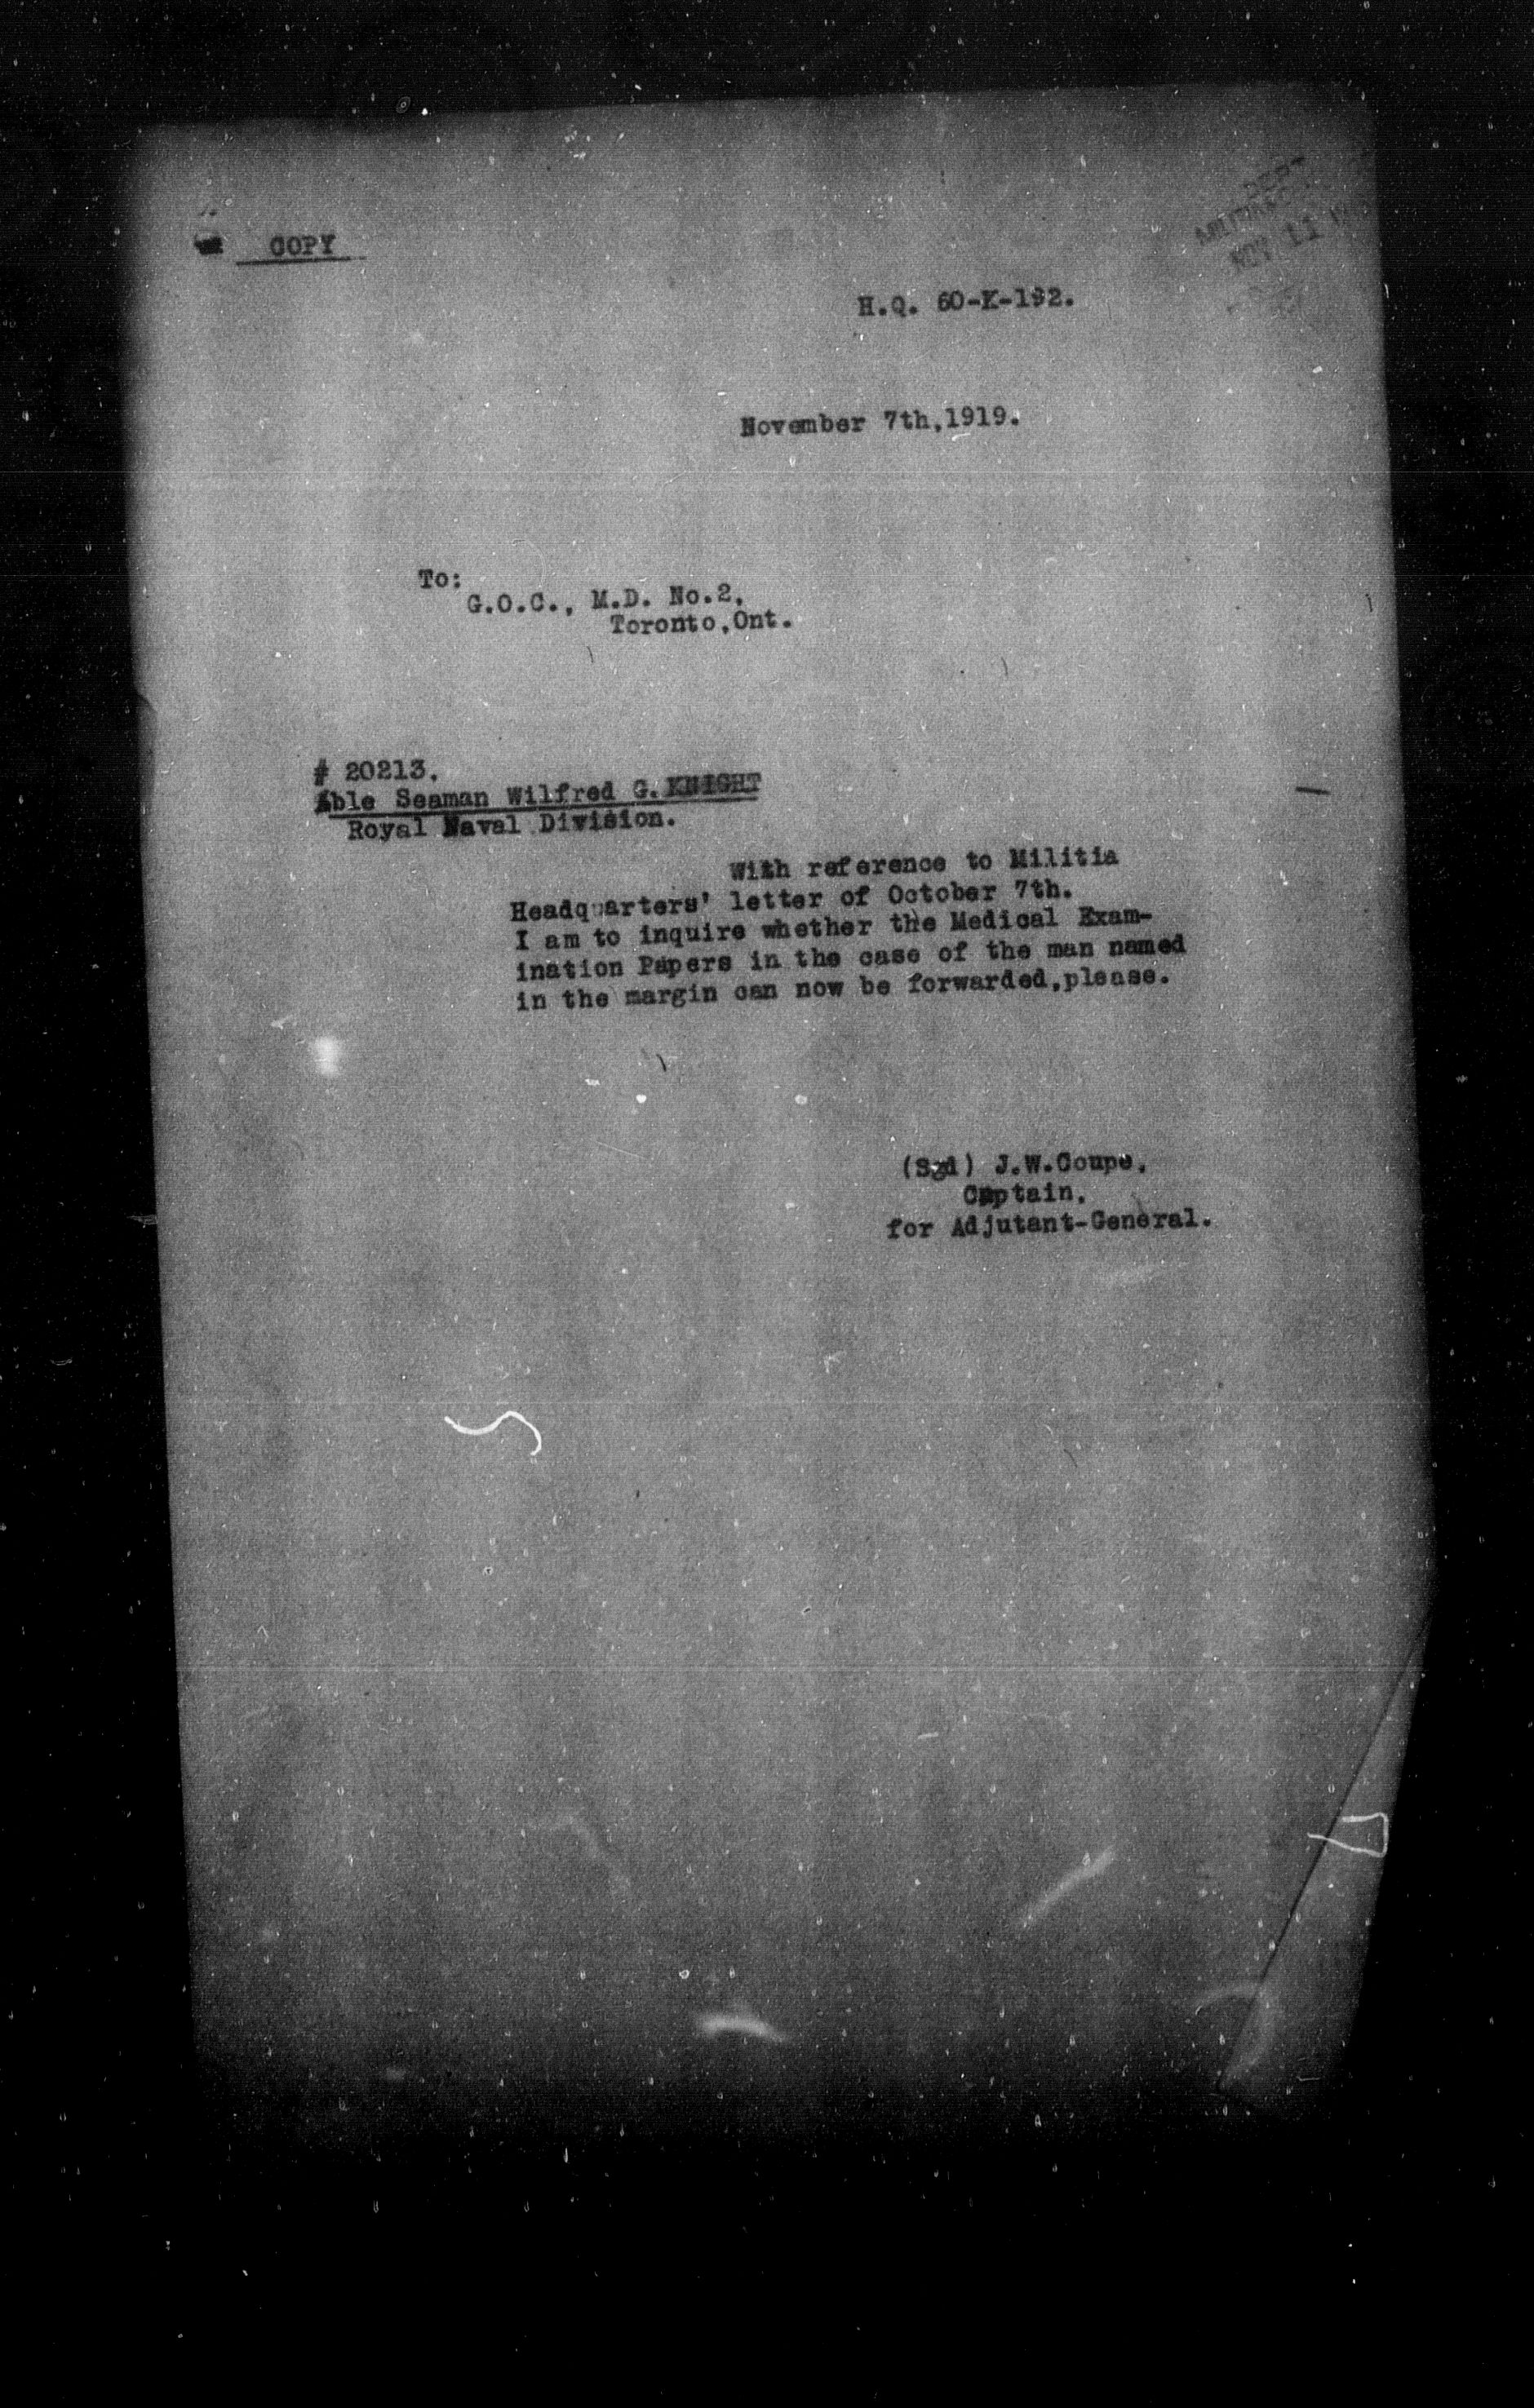 COPY
DEPT
NOV 11
H.Q. 60-K-192.
November 7th,1919.
To:
G.O.C., M.D. No.2,
Toronto,Ont.
# 20213.
Able Seaman Wilfred G. KNIGHT
Royal Naval Division.
With reference to Militia
Headquarters' letter of October 7th.
I am to inquire whether the Medical Exam-
ination Papers in the case of the man named
in the margin can now be forwarded,please.
(Sgd) J.W.Coupe,
Captain,
for Adjutant-General.